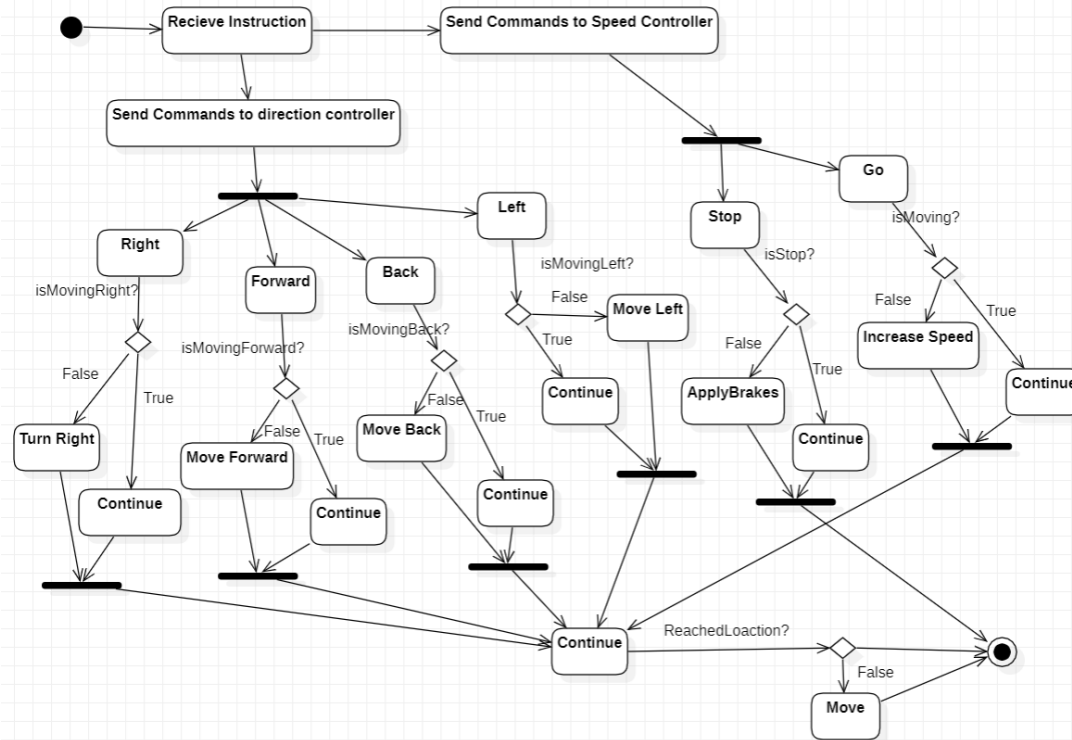 Recieve Instruction
Send Commands to Speed Controller
Send Commands to direction controller
Go
Left
Stop
isMoving?
Right
isStop?
isMovingLeft?
Forward
Back
isMovingRight?
False
Move Left
False
True
isMovingBack?
Increase Speed
True
False
isMovingForward?
False
True
Continue
True
Continue
ApplyBrakes
False
True
False
True
Move Back
False
True
Turn Right
Continue
Move Forward
Continue
Continue
Continue
ReachedLoaction?
Continue
False
Move